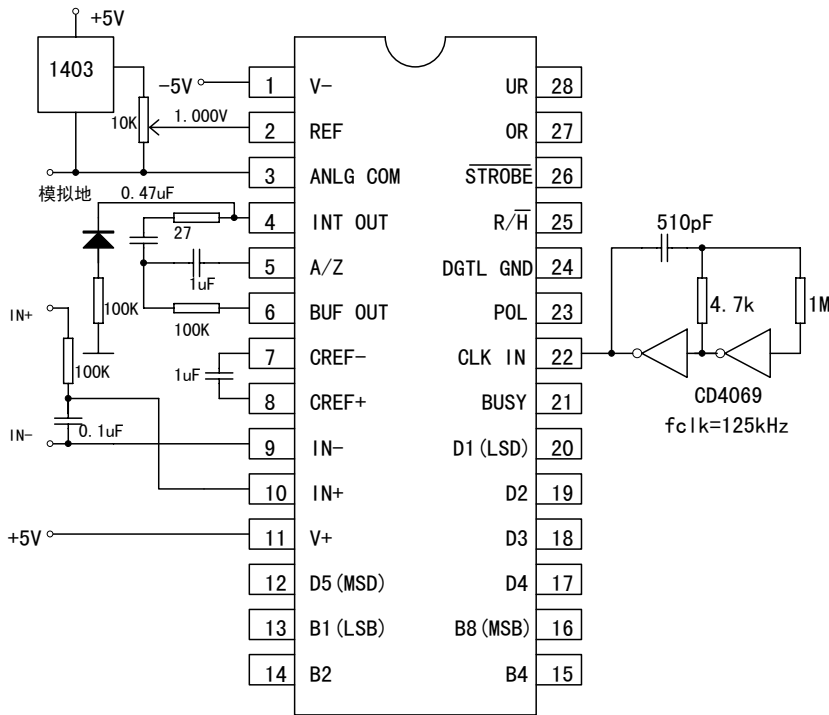 +5V
1403
10K
1.000V
模拟地
-5V
0.47uF
27
1uF
100K
100K
IN+
100K
1uF
IN-
0.1uF
+5V
1 V-
2 REF
3 ANLG COM
4 INT OUT
5 A/Z
6 BUF OUT
7 CREF-
8 CREF+
9 IN-
10 IN+
11 V+
12 D5(MSD)
13 B1(LSB)
14 B2
UR 28
OR 27
STROBE 26
R/H 25
DGTL GND 24
POL 23
CLK IN 22
BUSY 21
D1(LSD) 20
D2 19
D3 18
D4 17
B8(MSB) 16
B4 15
510pF
4.7k
1M
CD4069
fclk=125kHz